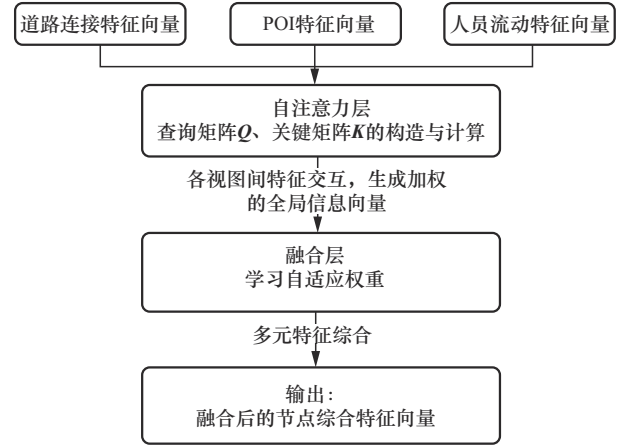 道路连接特征向量
POI特征向量
人员流动特征向量
自注意力层
查询矩阵Q、关键矩阵K的构造与计算
各视图间特征交互，生成加权
的全局信息向量
融合层
学习自适应权重
多元特征综合
输出：
融合后的节点综合特征向量